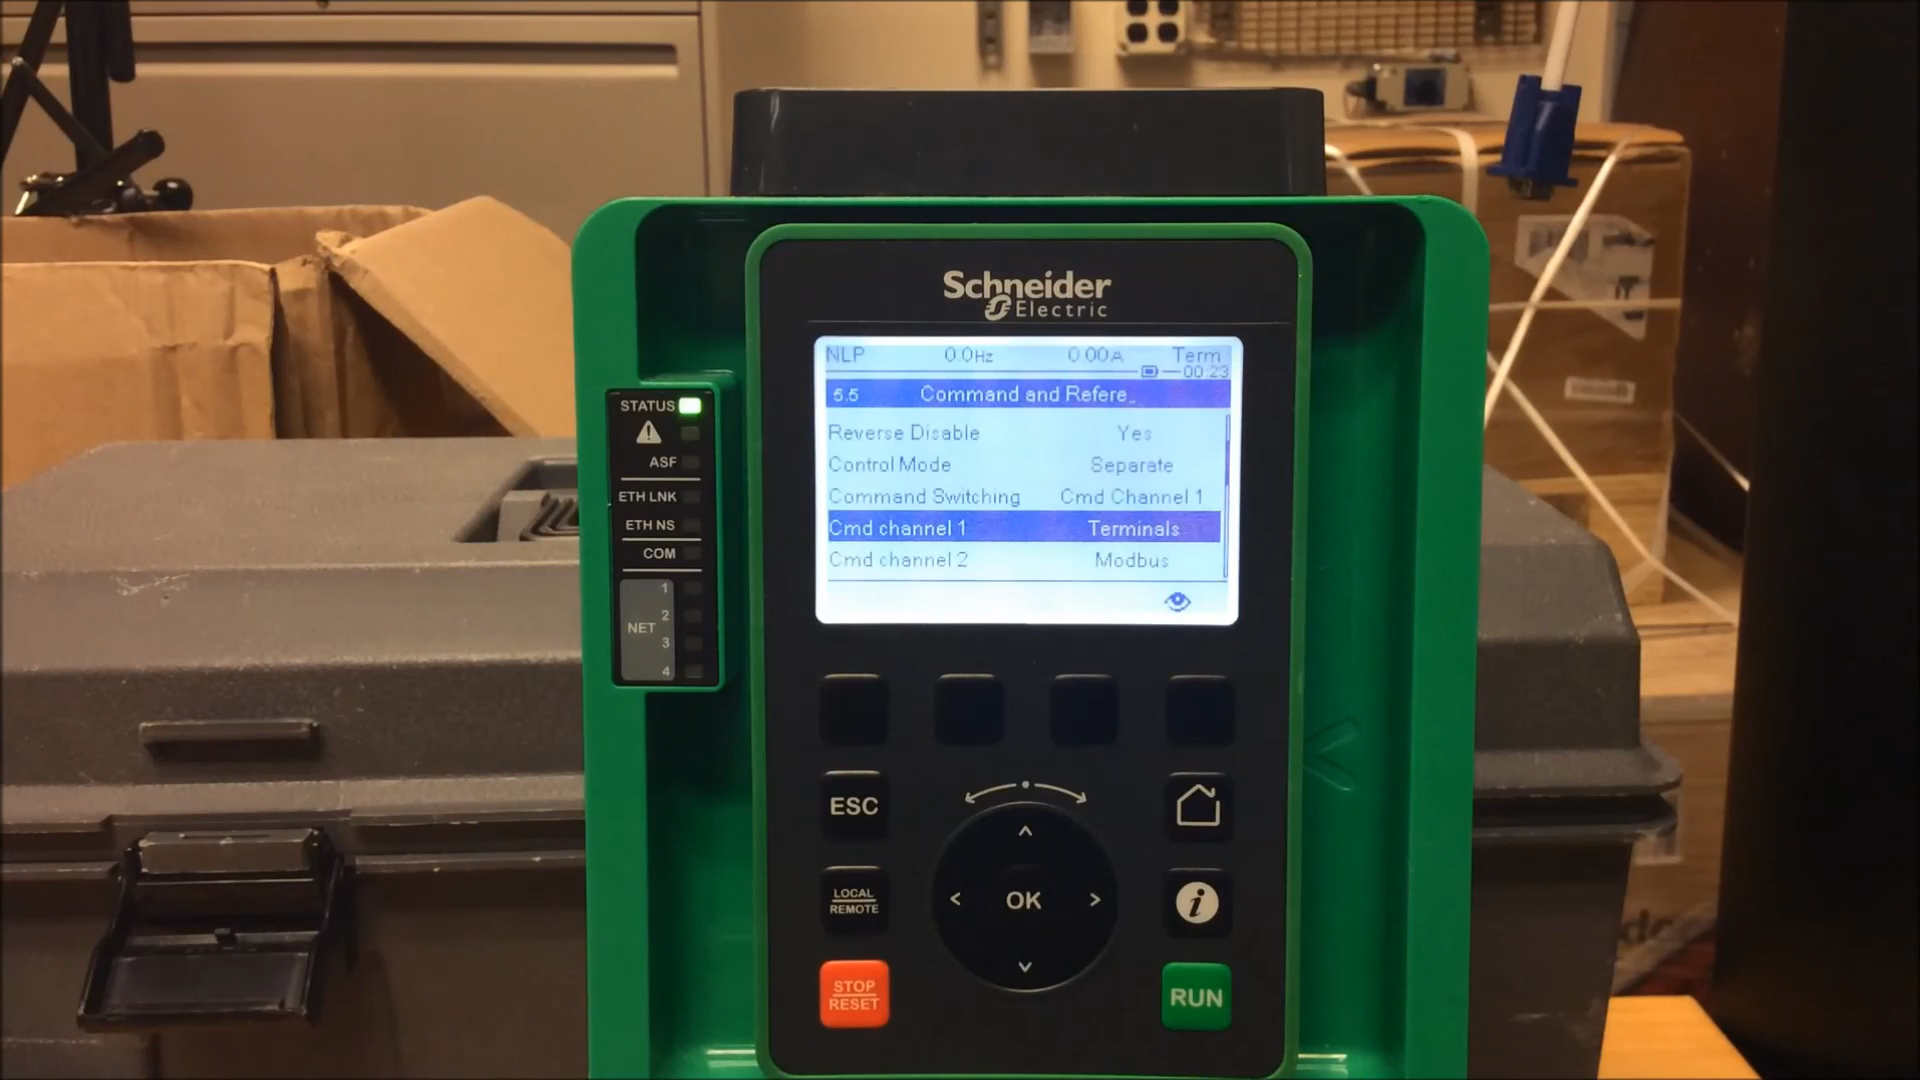 Schneider
Electric
NLP 0.0Hz 0.00A Term
00:23
5.5 Command and Refere_
Reverse Disable Yes
Control Mode Separate
Command Switching Cmd Channel 1
Cmd channel 1 Terminals
Cmd channel 2 Modbus
STATUS
ASF
ETH LNK
ETH NS
COM
1
NET 2
3
4
ESC
LOCAL
REMOTE
OK
i
STOP
RESET
RUN